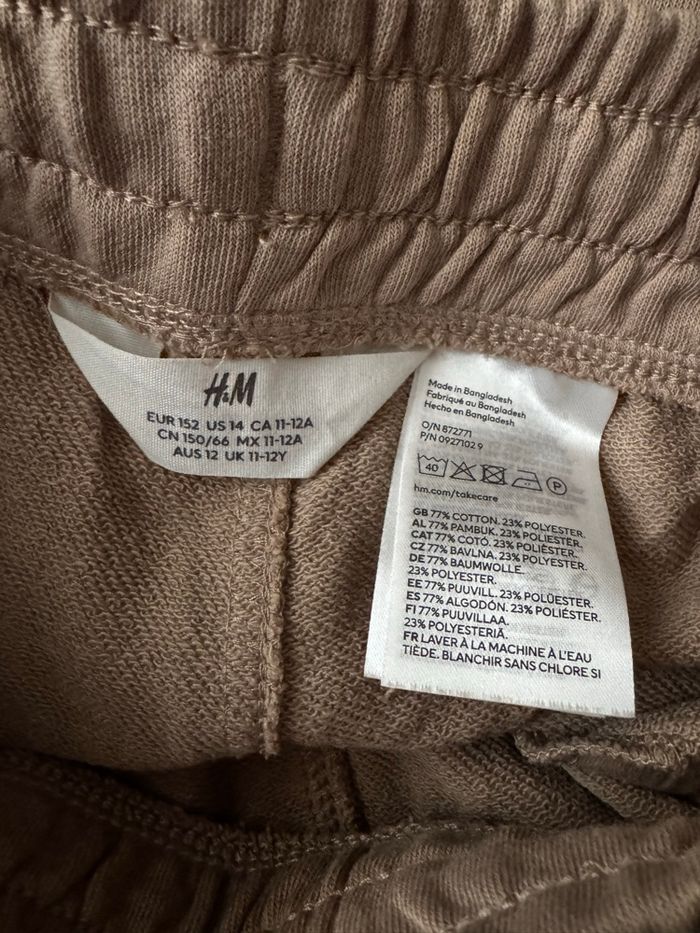 H&M
EUR 152 US 14 CA 11-12A
CN 150/66 MX 11-12A
AUS 12 UK 11-12Y
Made in Bangladesh
Fabriqué au Bangladesh
Hecho en Bangladesh
O/N 872771
P/N 0927102 9
40
P
hm.com/takecare
GB 77% COTTON. 23% POLYESTER.
AL 77% PAMBUK. 23% POLIESTËR.
CAT 77% COTÓ. 23% POLIÈSTER.
CZ 77% BAVLNA. 23% POLYESTER.
DE 77% BAUMWOLLE.
23% POLYESTER.
EE 77% PUUVILL. 23% POLÜESTER.
ES 77% ALGODÓN. 23% POLIÉSTER.
FI 77% PUUVILLAA.
23% POLYESTERIÄ.
FR LAVER À LA MACHINE À L'EAU
TIÈDE. BLANCHIR SANS CHLORE SI